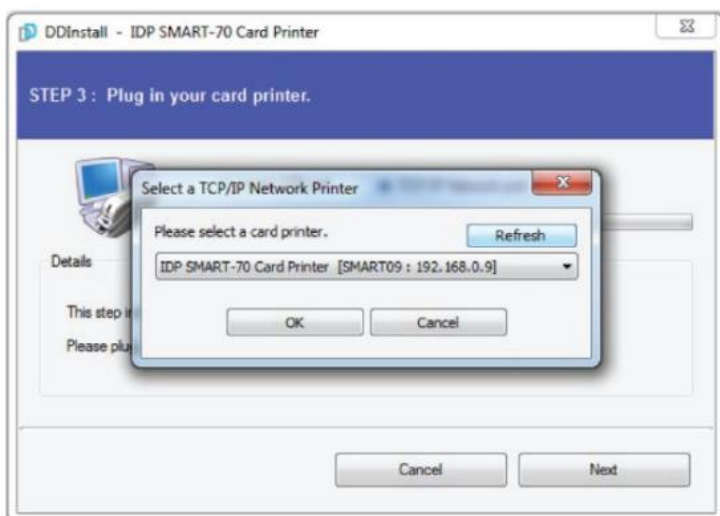 DDInstall - IDP SMART-70 Card Printer
STEP 3 : Plug in your card printer.
Select a TCP/IP Network Printer
Please select a card printer.
Refresh
IDP SMART-70 Card Printer [SMART09 : 192.168.0.9]
OK Cancel
Details
This step
Please
Cancel Next